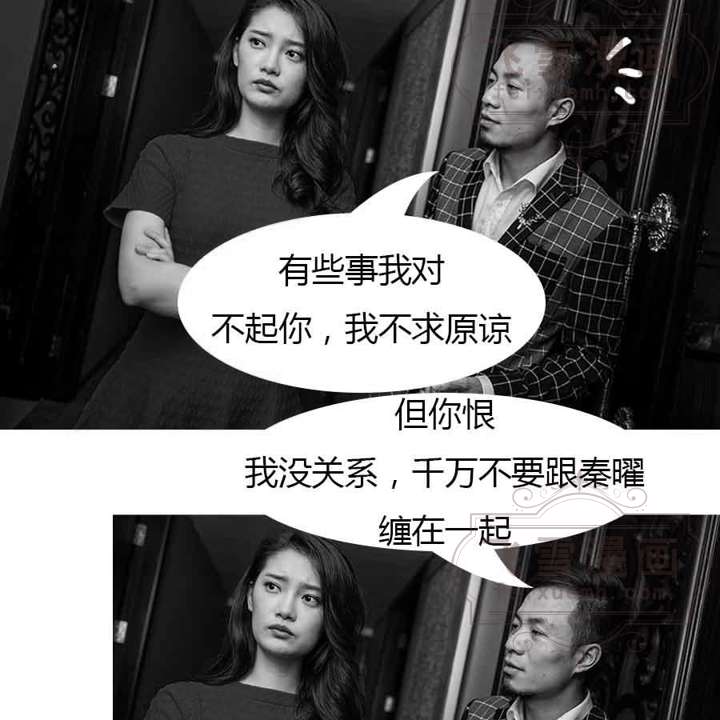 有些事我对
不起你，我不求原谅
但你恨
我没关系，千万不要跟秦曜
缠在一起